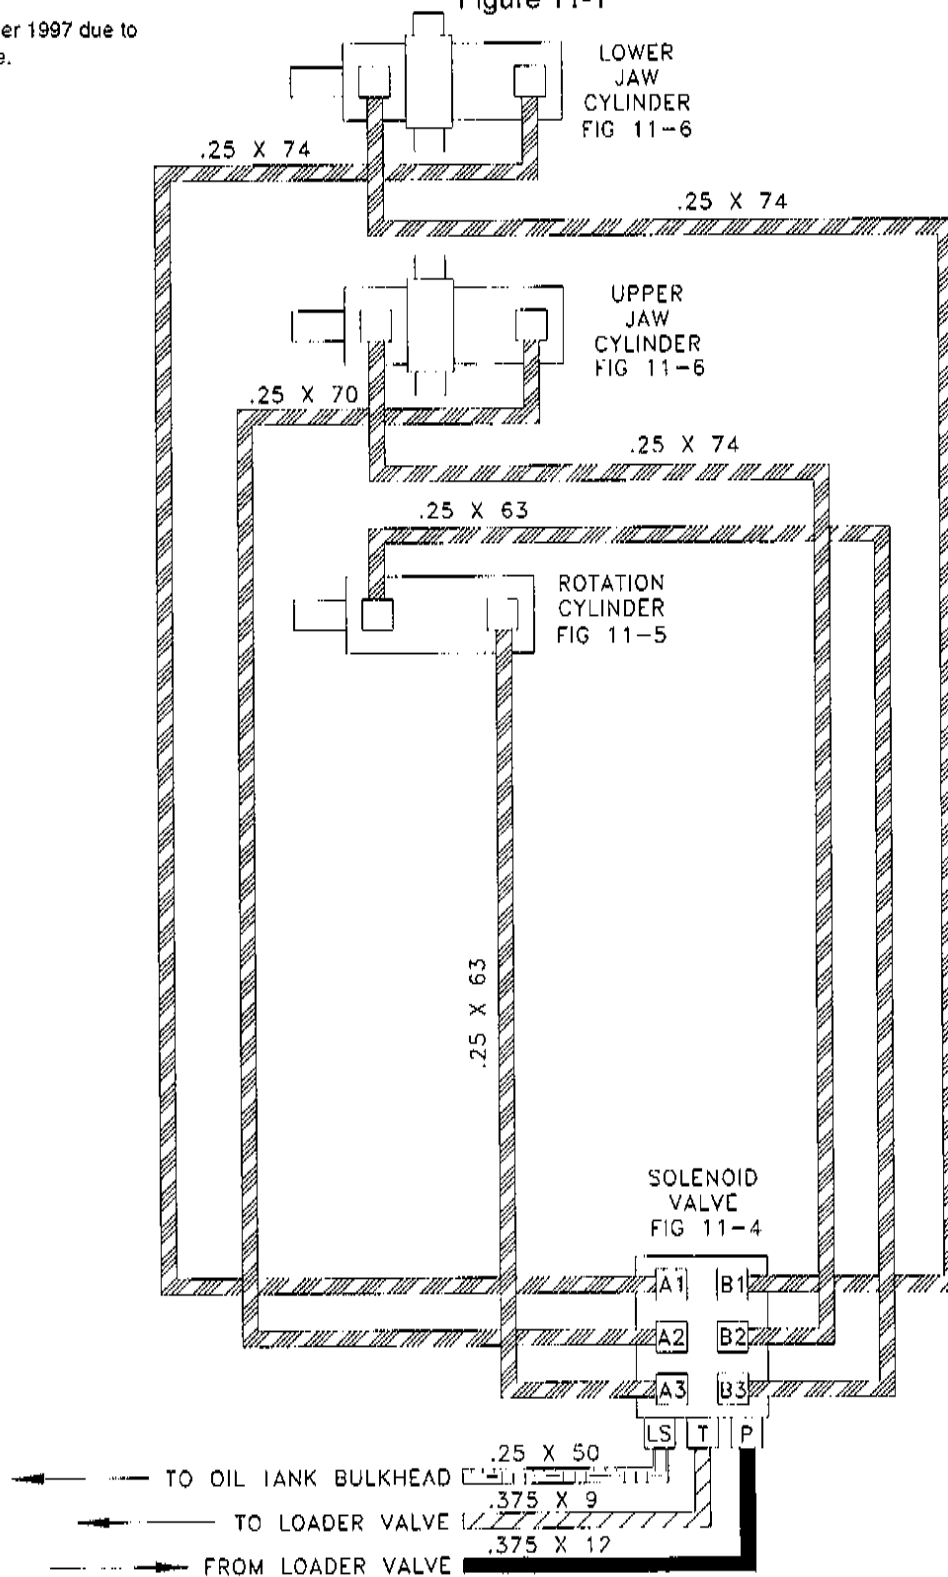 Figure 11-1
er 1997 due to
e.
LOWER
JAW
CYLINDER
FIG 11-6
.25 X 74
.25 X 74
UPPER
JAW
CYLINDER
FIG 11-6
.25 X 70
.25 X 74
.25 X 63
ROTATION
CYLINDER
FIG 11-5
.25 X 63
SOLENOID
VALVE
FIG 11-4
A1 B1
A2 B2
A3 B3
LS T P
.25 X 50
TO OIL TANK BULKHEAD
.375 X 9
TO LOADER VALVE
.375 X 12
FROM LOADER VALVE